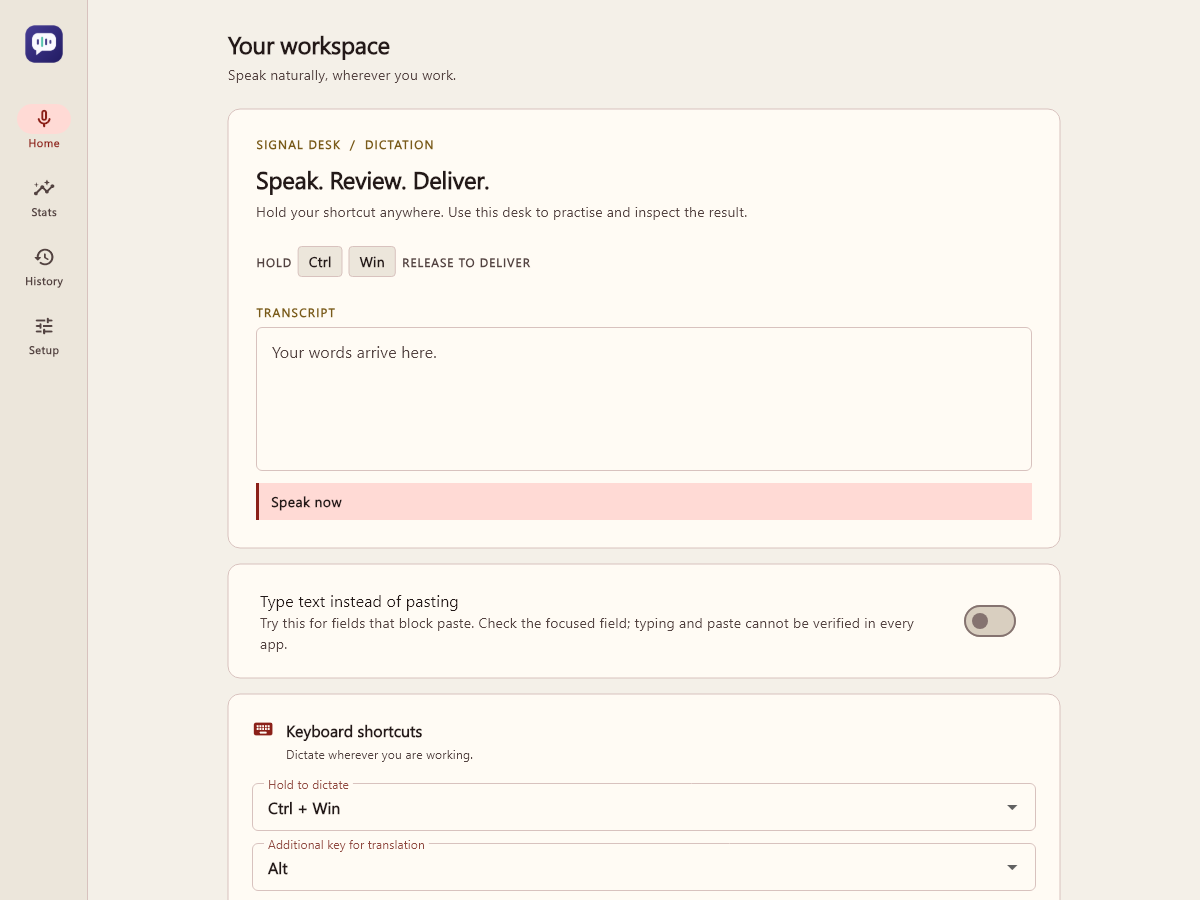 Your workspace
Speak naturally, wherever you work.
Home
Stats
History
Setup
SIGNAL DESK / DICTATION
Speak. Review. Deliver.
Hold your shortcut anywhere. Use this desk to practise and inspect the result.
HOLD Ctrl Win RELEASE TO DELIVER
TRANSCRIPT
Your words arrive here.
Speak now
Type text instead of pasting
Try this for fields that block paste. Check the focused field; typing and paste cannot be verified in every
app.
Keyboard shortcuts
Dictate wherever you are working.
Hold to dictate
Ctrl + Win
Additional key for translation
Alt